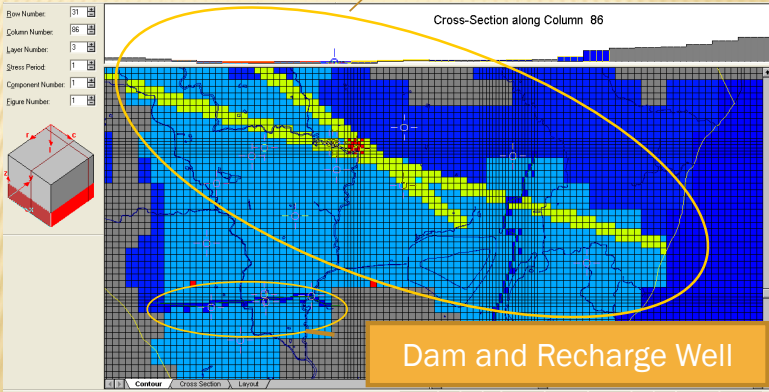 Row Number: 31
Column Number: 86
Layer Number: 3
Stress Period: 1
Component Number: 1
Figure Number: 1
Cross-Section along Column 86
r
c
l
z
y
x
Dam and Recharge Well
Contour
Cross Section
Layout